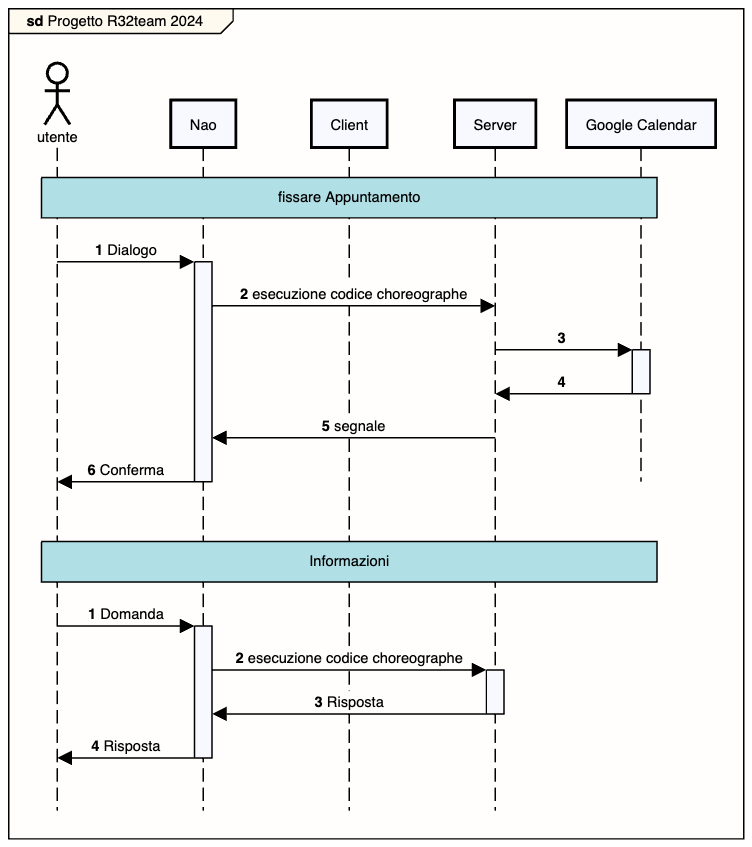 sd Progetto R32team 2024
utente
Nao
Client
Server
Google Calendar
fissare Appuntamento
1 Dialogo
2 esecuzione codice choreographe
3
4
5 segnale
6 Conferma
Informazioni
1 Domanda
2 esecuzione codice choreographe
3 Risposta
4 Risposta